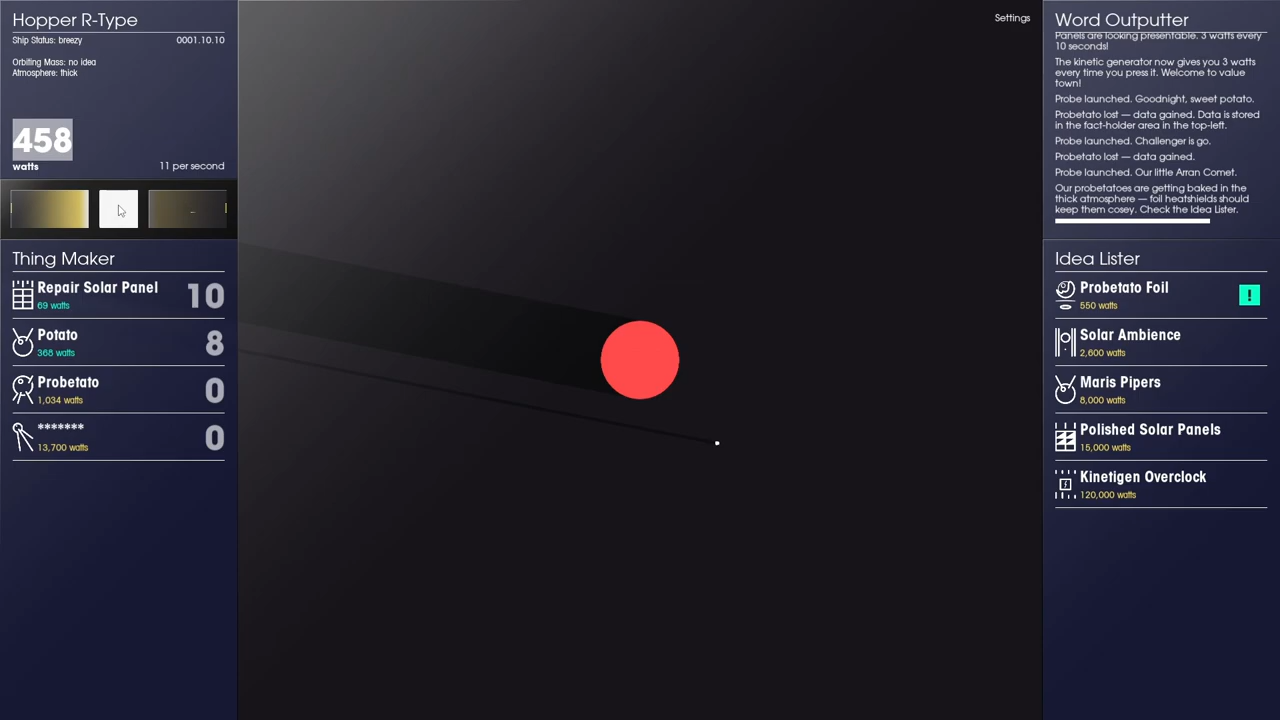 Hopper R-Type
Ship Status: breezy
0001.10.10
Orbiting Mass: no idea
Atmosphere: thick
458
watts
11 per second
Thing Maker
Repair Solar Panel
69 watts
10
Potato
368 watts
8
Probetato
1,034 watts
0
*******
13,700 watts
0
Settings
Word Outputter
Panels are looking presentable. 3 watts every
10 seconds!
The kinetic generator now gives you 3 watts
every time you press it. Welcome to value
town!
Probe launched. Goodnight, sweet potato.
Probetato lost — data gained. Data is stored
in the fact-holder area in the top-left.
Probe launched. Challenger is go.
Probetato lost — data gained.
Probe launched. Our little Arran Comet.
Our probetatoes are getting baked in the
thick atmosphere — foil heatshields should
keep them cosey. Check the Idea Lister.
Idea Lister
Probetato Foil
550 watts
!
Solar Ambience
2,600 watts
Maris Pipers
8,000 watts
Polished Solar Panels
15,000 watts
Kinetigen Overclock
120,000 watts